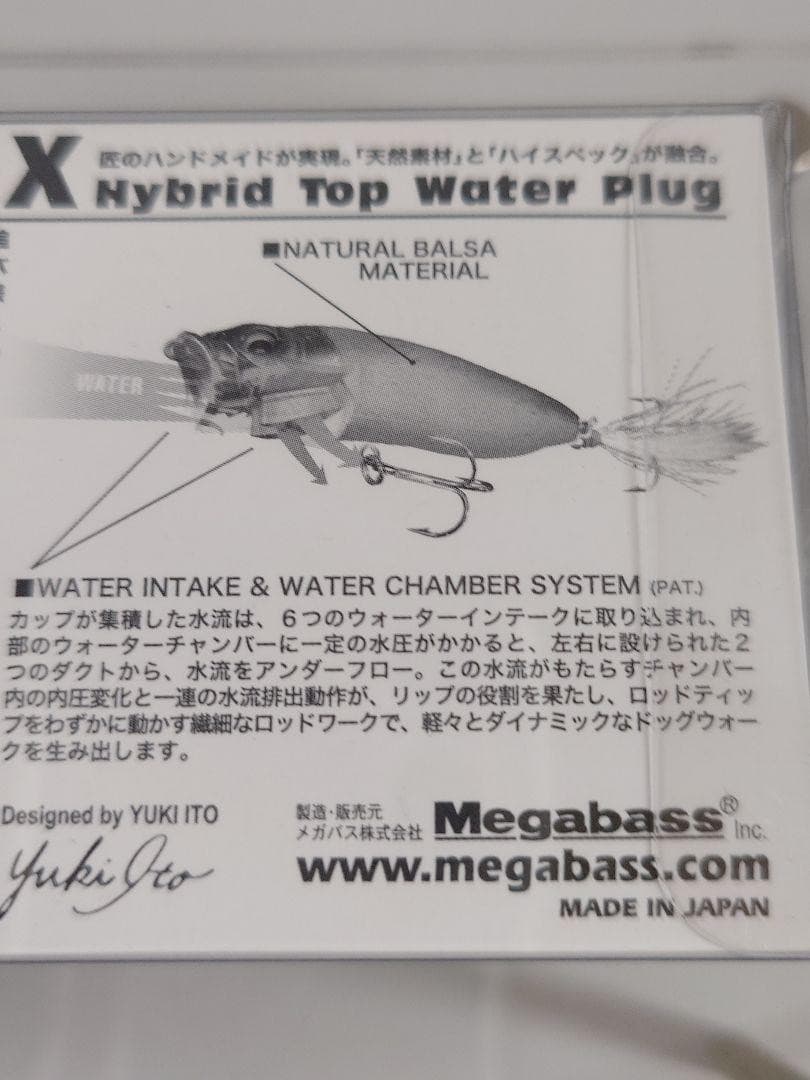 X
匠のハンドメイドが実現。「天然素材」と「ハイスペック」が融合。
Hybrid Top Water Plug
■NATURAL BALSA
MATERIAL
WATER
■WATER INTAKE & WATER CHAMBER SYSTEM (PAT.)
カップが集積した水流は、6つのウォーターインテークに取り込まれ、内
部のウォーターチャンバーに一定の水圧がかかると、左右に設けられた2
つのダクトから、水流をアンダーフロー。この水流がもたらすチャンバー
内の内圧変化と一連の水流排出動作が、リップの役割を果たし、ロッドティッ
プをわずかに動かす繊細なロッドワークで、軽々とダイナミックなドッグウォー
クを生み出します。
Designed by YUKI ITO
Yuki Ito
製造・販売元
メガバス株式会社
Megabass® Inc.
www.megabass.com
MADE IN JAPAN